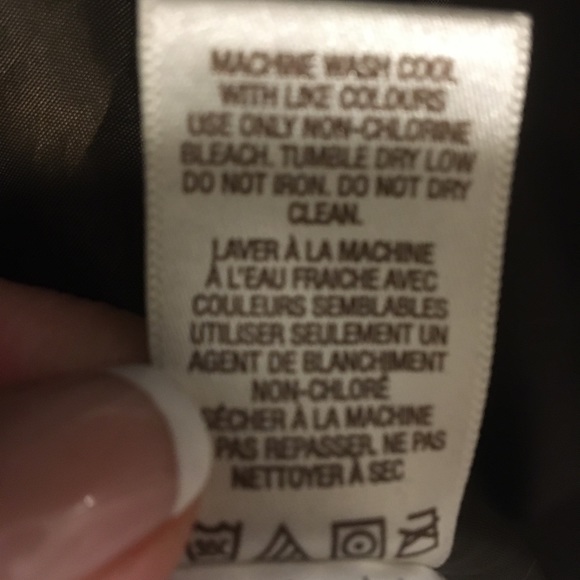 MACHINE WASH COOL
WITH LIKE COLOURS
USE ONLY NON-CHLORINE
BLEACH. TUMBLE DRY LOW
DO NOT IRON. DO NOT DRY
CLEAN.
LAVER À LA MACHINE
À L'EAU FRAICHE AVEC
COULEURS SEMBLABLES
UTILISER SEULEMENT UN
AGENT DE BLANCHIMENT
NON-CHLORÉ
SÉCHER À LA MACHINE
PAS REPASSER. NE PAS
NETTOYER À SEC